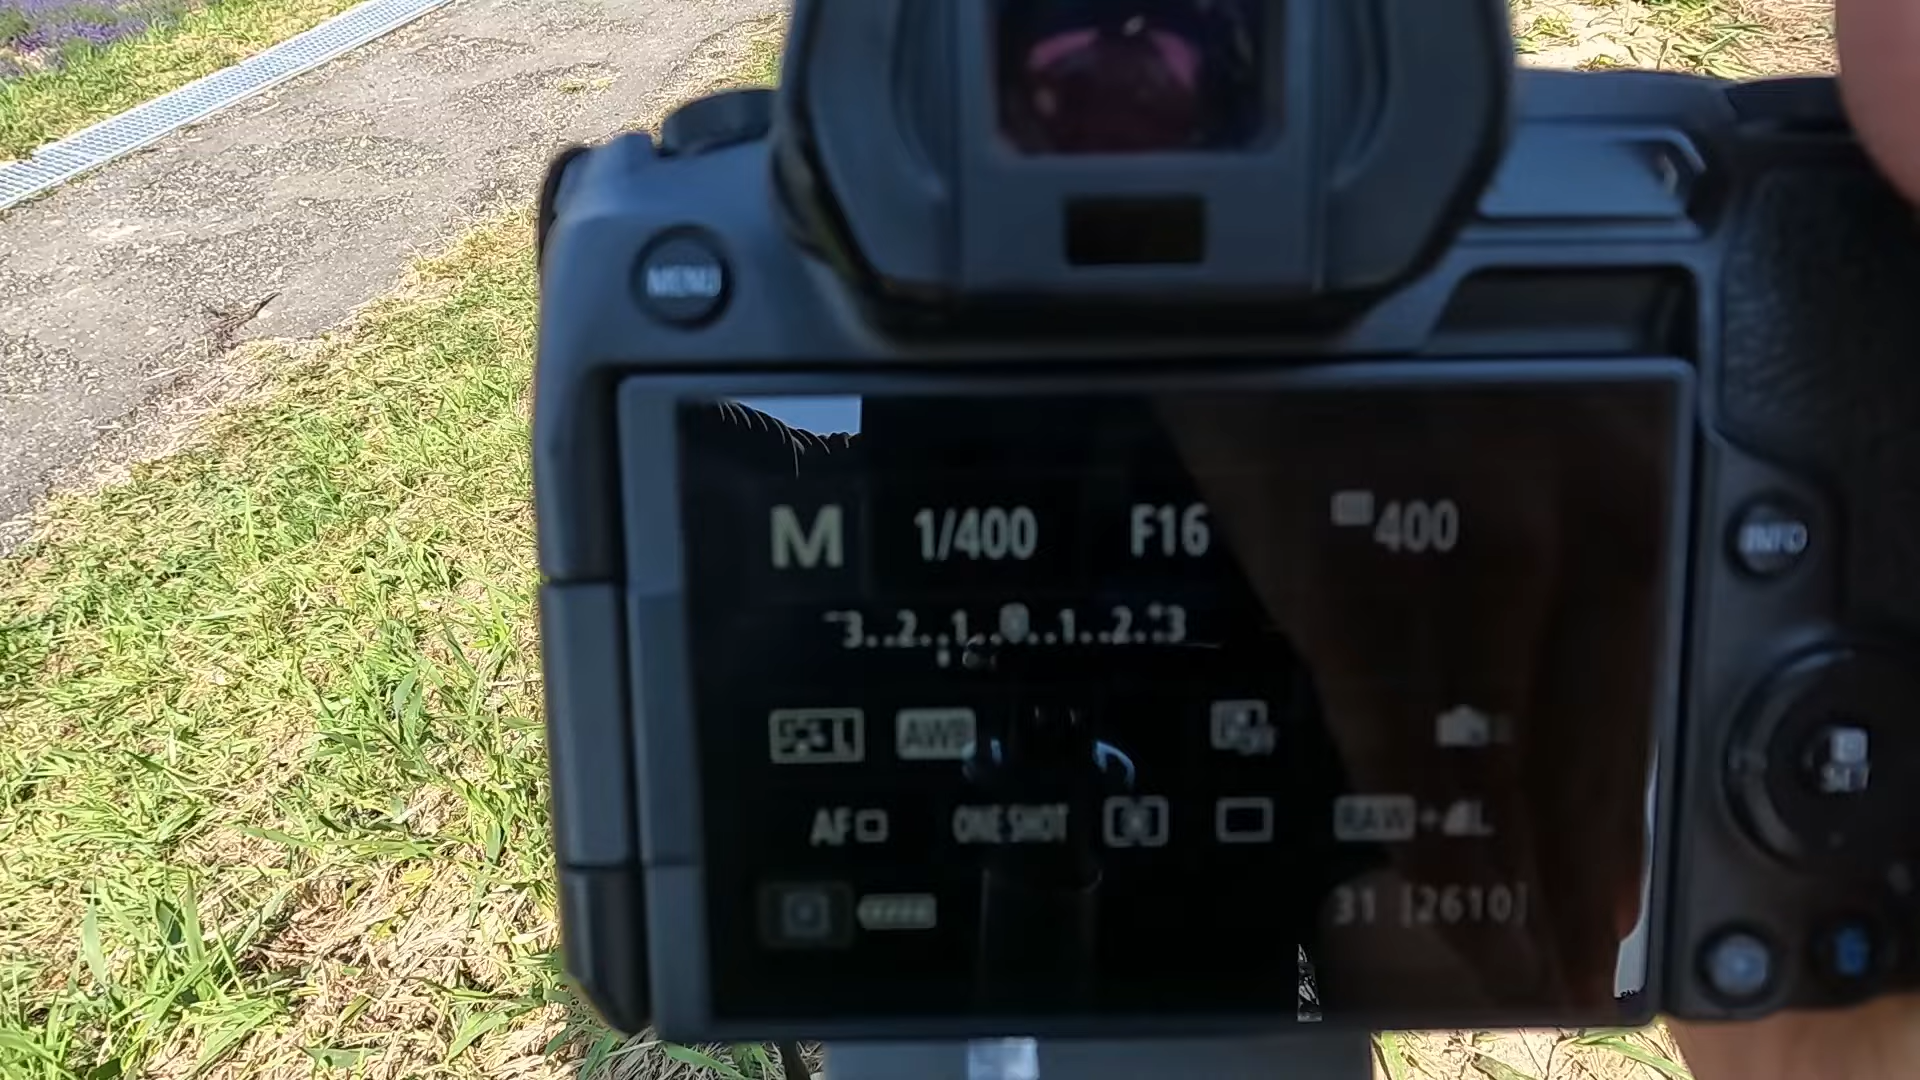 MENU
M 1/400 F16 400
-3..2..1..0..1..2..+3
INFO
AWB
SET
AF ONE SHOT RAW+L
31 [2610]